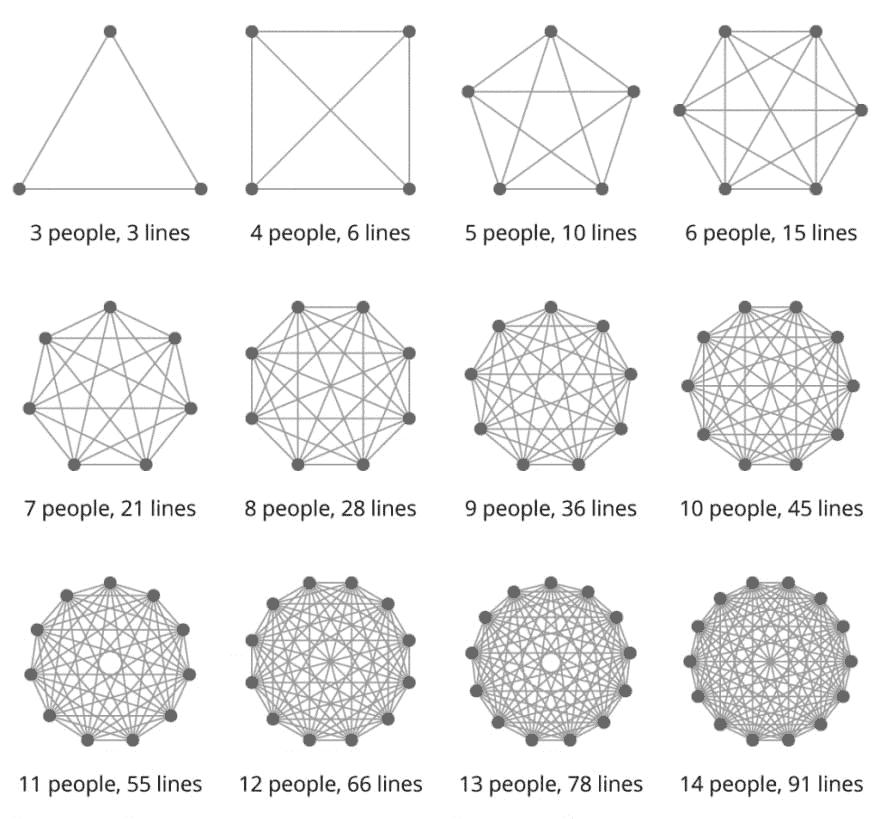 3 people, 3 lines
4 people, 6 lines
5 people, 10 lines
6 people, 15 lines
7 people, 21 lines
8 people, 28 lines
9 people, 36 lines
10 people, 45 lines
11 people, 55 lines
12 people, 66 lines
13 people, 78 lines
14 people, 91 lines